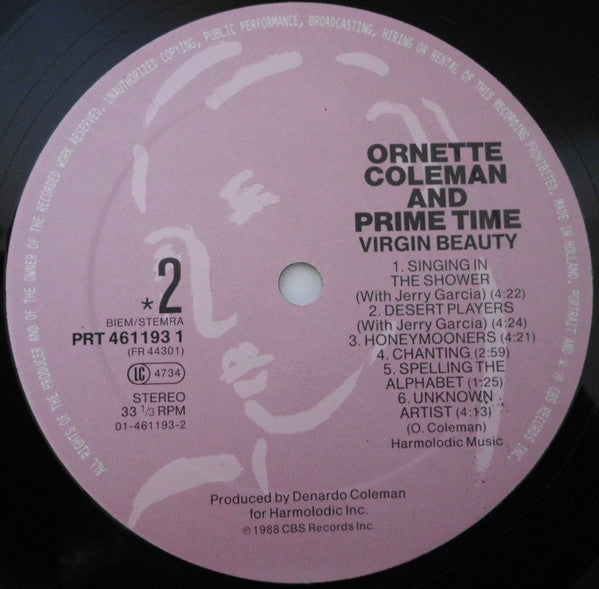 ALL RIGHTS OF THE PRODUCER AND OF THE OWNER OF THE RECORDED WORK RESERVED. UNAUTHORIZED COPYING, PUBLIC PERFORMANCE, BROADCASTING, HIRING OR RENTAL OF THIS RECORDING PROHIBITED. MADE IN HOLLAND. PORTRAIT AND ℗ © CBS RECORDS INC.
ORNETTE
COLEMAN
AND
PRIME TIME
VIRGIN BEAUTY
1. SINGING IN
THE SHOWER
(With Jerry Garcia) (4:22)
2. DESERT PLAYERS
(With Jerry Garcia) (4:24)
3. HONEYMOONERS (4:21)
4. CHANTING (2:59)
5. SPELLING THE
ALPHABET (1:25)
6. UNKNOWN
ARTIST (4:13)
(O. Coleman)
Harmolodic Music
*2
BIEM/STEMRA
PRT 461193 1
(FR 44301)
LC 4734
STEREO
33 1/3 RPM
01-461193-2
Produced by Denardo Coleman
for Harmolodic Inc.
℗ 1988 CBS Records Inc.